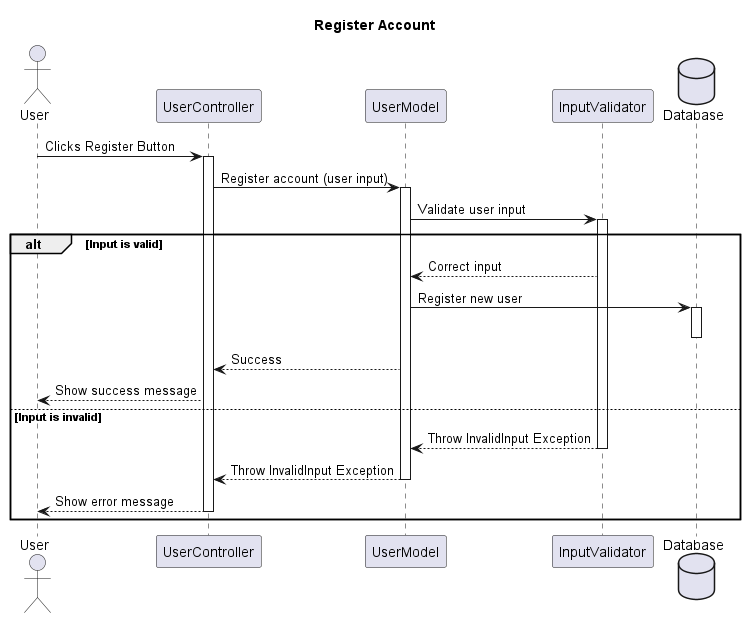 Register Account
User
UserController
UserModel
InputValidator
Database
Clicks Register Button
Register account (user input)
Validate user input
alt
[Input is valid]
Correct input
Register new user
Success
Show success message
[Input is invalid]
Throw InvalidInput Exception
Throw InvalidInput Exception
Show error message
User
UserController
UserModel
InputValidator
Database